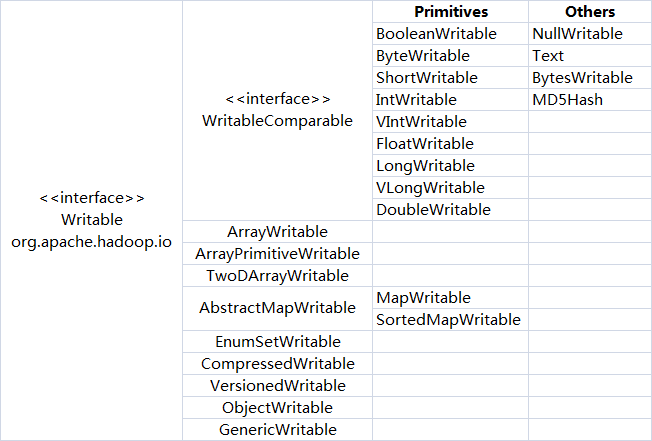 Primitives Others
BooleanWritable NullWritable
ByteWritable Text
<<interface>> ShortWritable BytesWritable
WritableComparable IntWritable MD5Hash
VIntWritable
FloatWritable
LongWritable
<<interface>> VLongWritable
Writable DoubleWritable
org.apache.hadoop.io ArrayWritable
ArrayPrimitiveWritable
TwoDArrayWritable
AbstractMapWritable MapWritable
SortedMapWritable
EnumSetWritable
CompressedWritable
VersionedWritable
ObjectWritable
GenericWritable